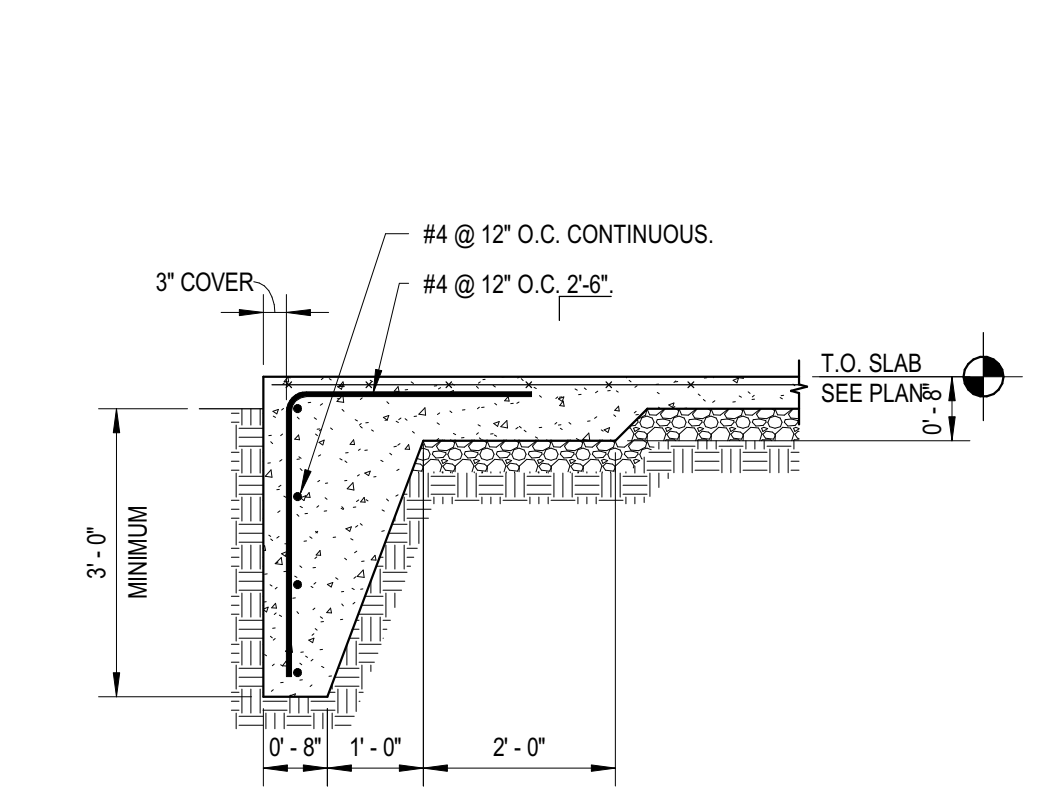 #4 @ 12" O.C. CONTINUOUS.
3" COVER
#4 @ 12" O.C. 2'-6".
T.O. SLAB
SEE PLAN
0' - 8"
3' - 0"
MINIMUM
0' - 8"
1' - 0"
2' - 0"